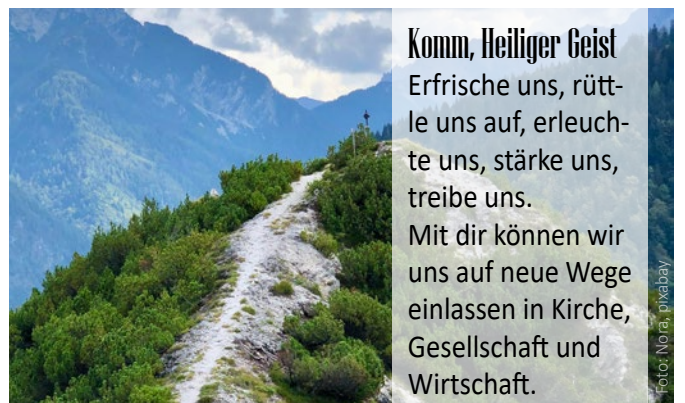 Komm, Heiliger Geist
Erfrische uns, rütt-
le uns auf, erleuch-
te uns, stärke uns,
treibe uns.
Mit dir können wir
uns auf neue Wege
einlassen in Kirche,
Gesellschaft und
Wirtschaft.
Foto: Nora, pixabay